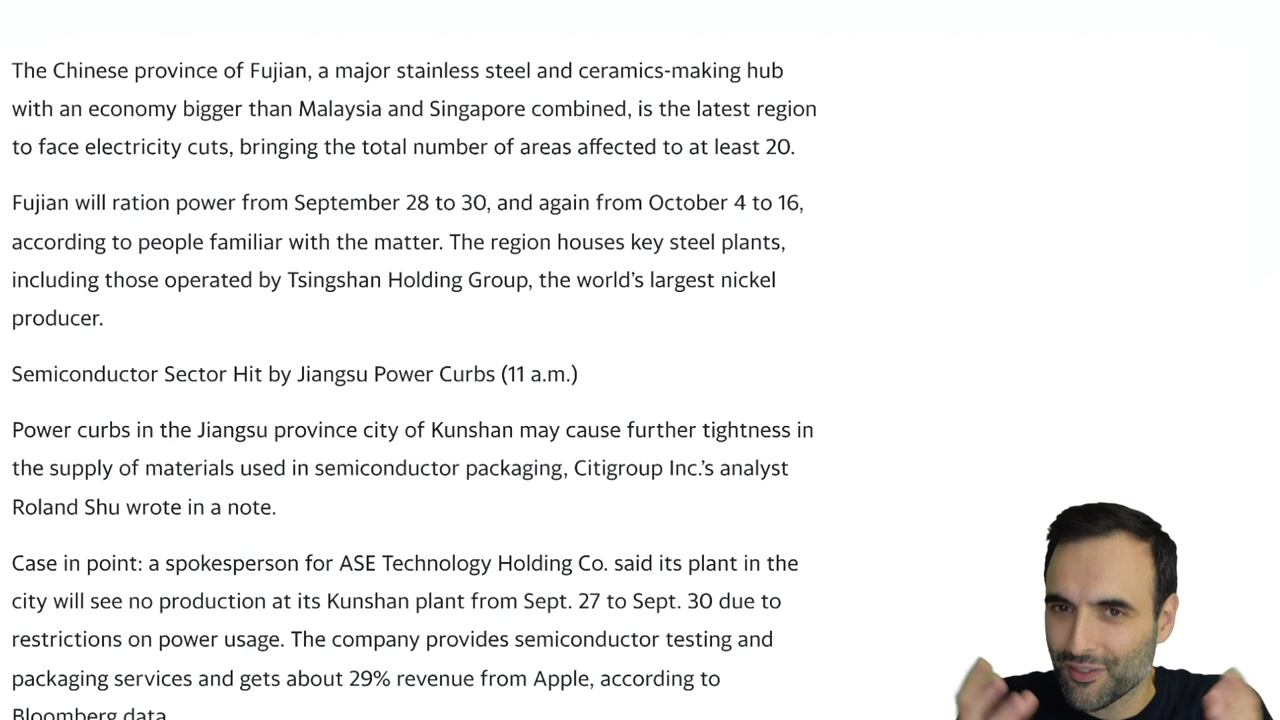 The Chinese province of Fujian, a major stainless steel and ceramics-making hub
with an economy bigger than Malaysia and Singapore combined, is the latest region
to face electricity cuts, bringing the total number of areas affected to at least 20.
Fujian will ration power from September 28 to 30, and again from October 4 to 16,
according to people familiar with the matter. The region houses key steel plants,
including those operated by Tsingshan Holding Group, the world’s largest nickel
producer.
Semiconductor Sector Hit by Jiangsu Power Curbs (11 a.m.)
Power curbs in the Jiangsu province city of Kunshan may cause further tightness in
the supply of materials used in semiconductor packaging, Citigroup Inc.’s analyst
Roland Shu wrote in a note.
Case in point: a spokesperson for ASE Technology Holding Co. said its plant in the
city will see no production at its Kunshan plant from Sept. 27 to Sept. 30 due to
restrictions on power usage. The company provides semiconductor testing and
packaging services and gets about 29% revenue from Apple, according to
Bloomberg data